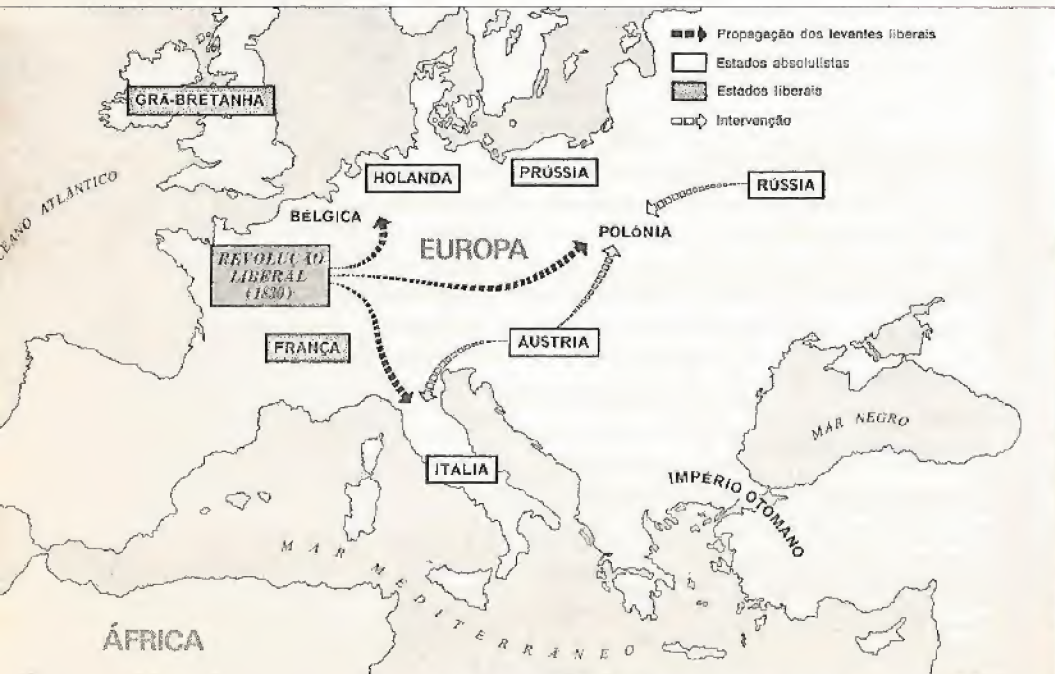 Propagação dos levantes liberais
Estados absolutistas
Estados liberais
Intervenção
GRÃ-BRETANHA
OCEANO ATLÂNTICO
HOLANDA
PRÚSSIA
RÚSSIA
BÉLGICA
POLÔNIA
EUROPA
REVOLUÇÃO
LIBERAL
(1830)
FRANÇA
ÁUSTRIA
MAR NEGRO
ITÁLIA
IMPÉRIO OTOMANO
MAR MEDITERRÂNEO
ÁFRICA